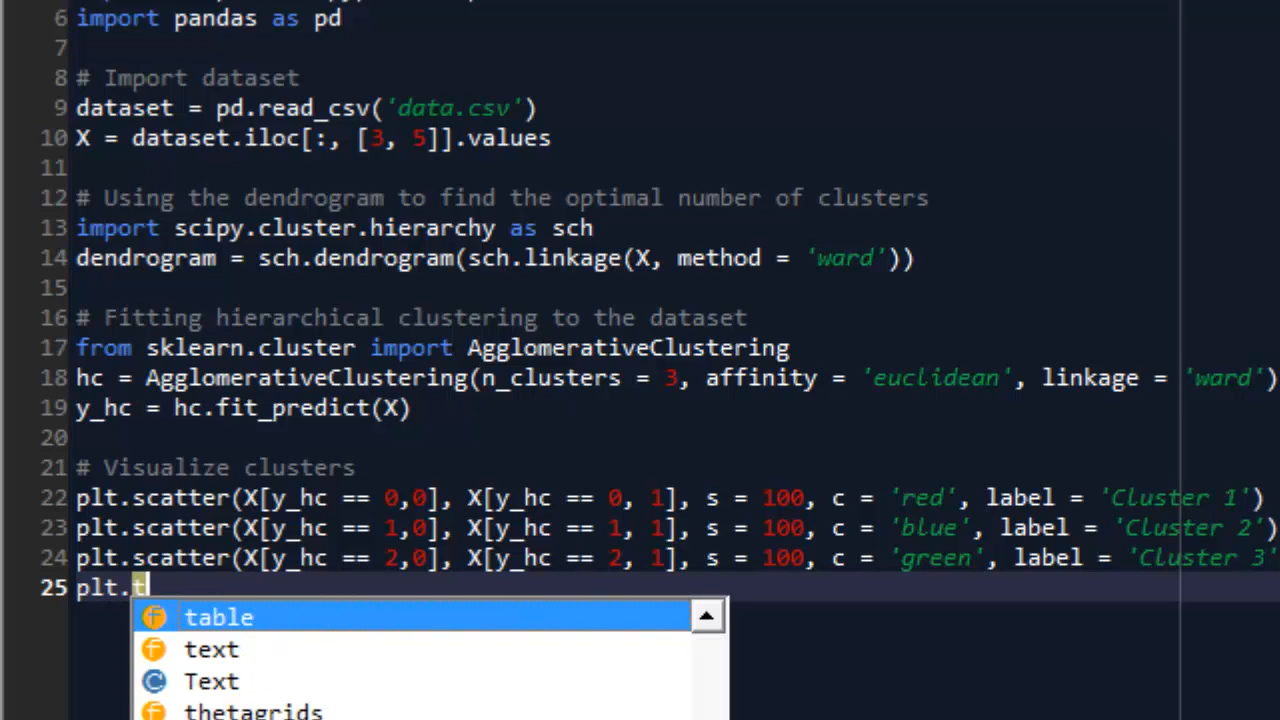 6 import pandas as pd
7
8 # Import dataset
9 dataset = pd.read_csv('data.csv')
10 X = dataset.iloc[:, [3, 5]].values
11
12 # Using the dendrogram to find the optimal number of clusters
13 import scipy.cluster.hierarchy as sch
14 dendrogram = sch.dendrogram(sch.linkage(X, method = 'ward'))
15
16 # Fitting hierarchical clustering to the dataset
17 from sklearn.cluster import AgglomerativeClustering
18 hc = AgglomerativeClustering(n_clusters = 3, affinity = 'euclidean', linkage = 'ward')
19 y_hc = hc.fit_predict(X)
20
21 # Visualize clusters
22 plt.scatter(X[y_hc == 0,0], X[y_hc == 0, 1], s = 100, c = 'red', label = 'Cluster 1')
23 plt.scatter(X[y_hc == 1,0], X[y_hc == 1, 1], s = 100, c = 'blue', label = 'Cluster 2')
24 plt.scatter(X[y_hc == 2,0], X[y_hc == 2, 1], s = 100, c = 'green', label = 'Cluster 3'
25 plt.t
table
text
Text
thetagrids